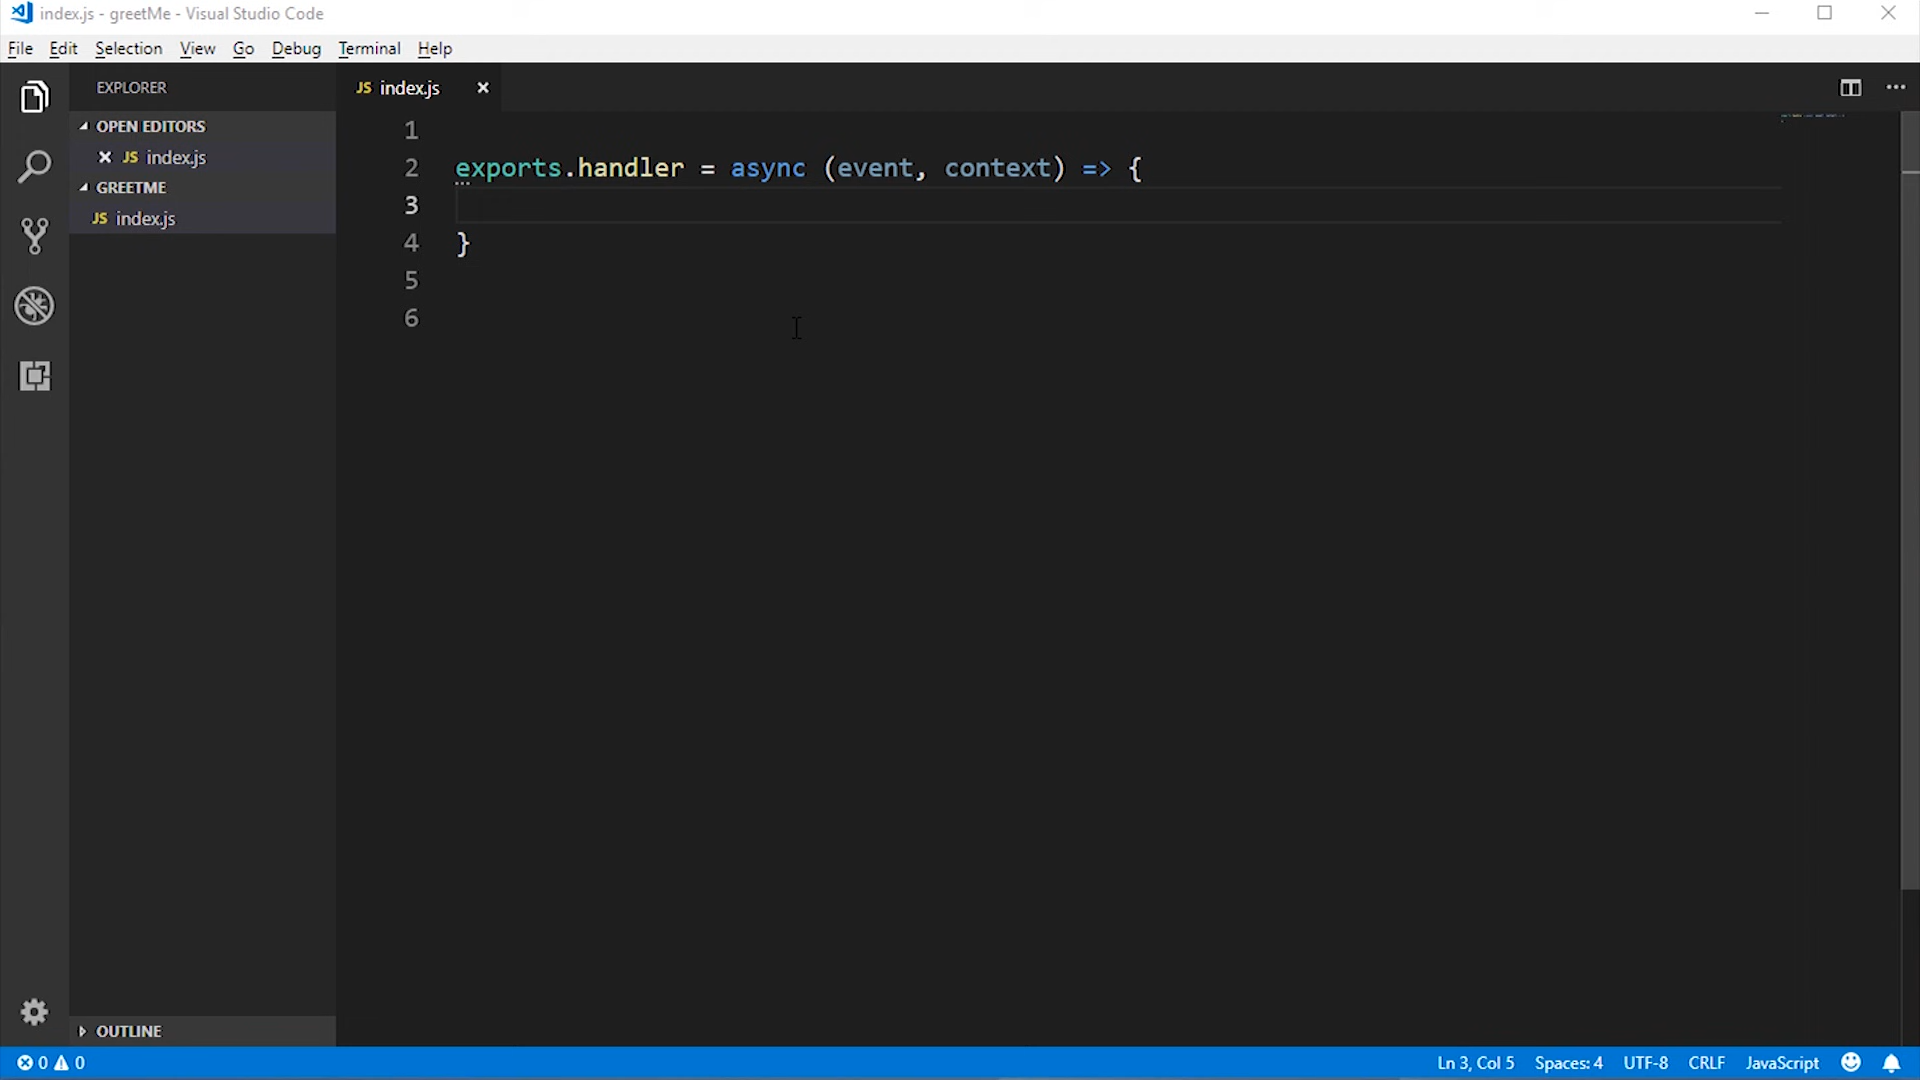 index.js - greetMe - Visual Studio Code
File Edit Selection View Go Debug Terminal Help
EXPLORER
OPEN EDITORS
JS index.js
GREETME
JS index.js
OUTLINE
JS index.js
1
2 exports.handler = async (event, context) => {
3
4 }
5
6
0 0
Ln 3, Col 5 Spaces: 4 UTF-8 CRLF JavaScript